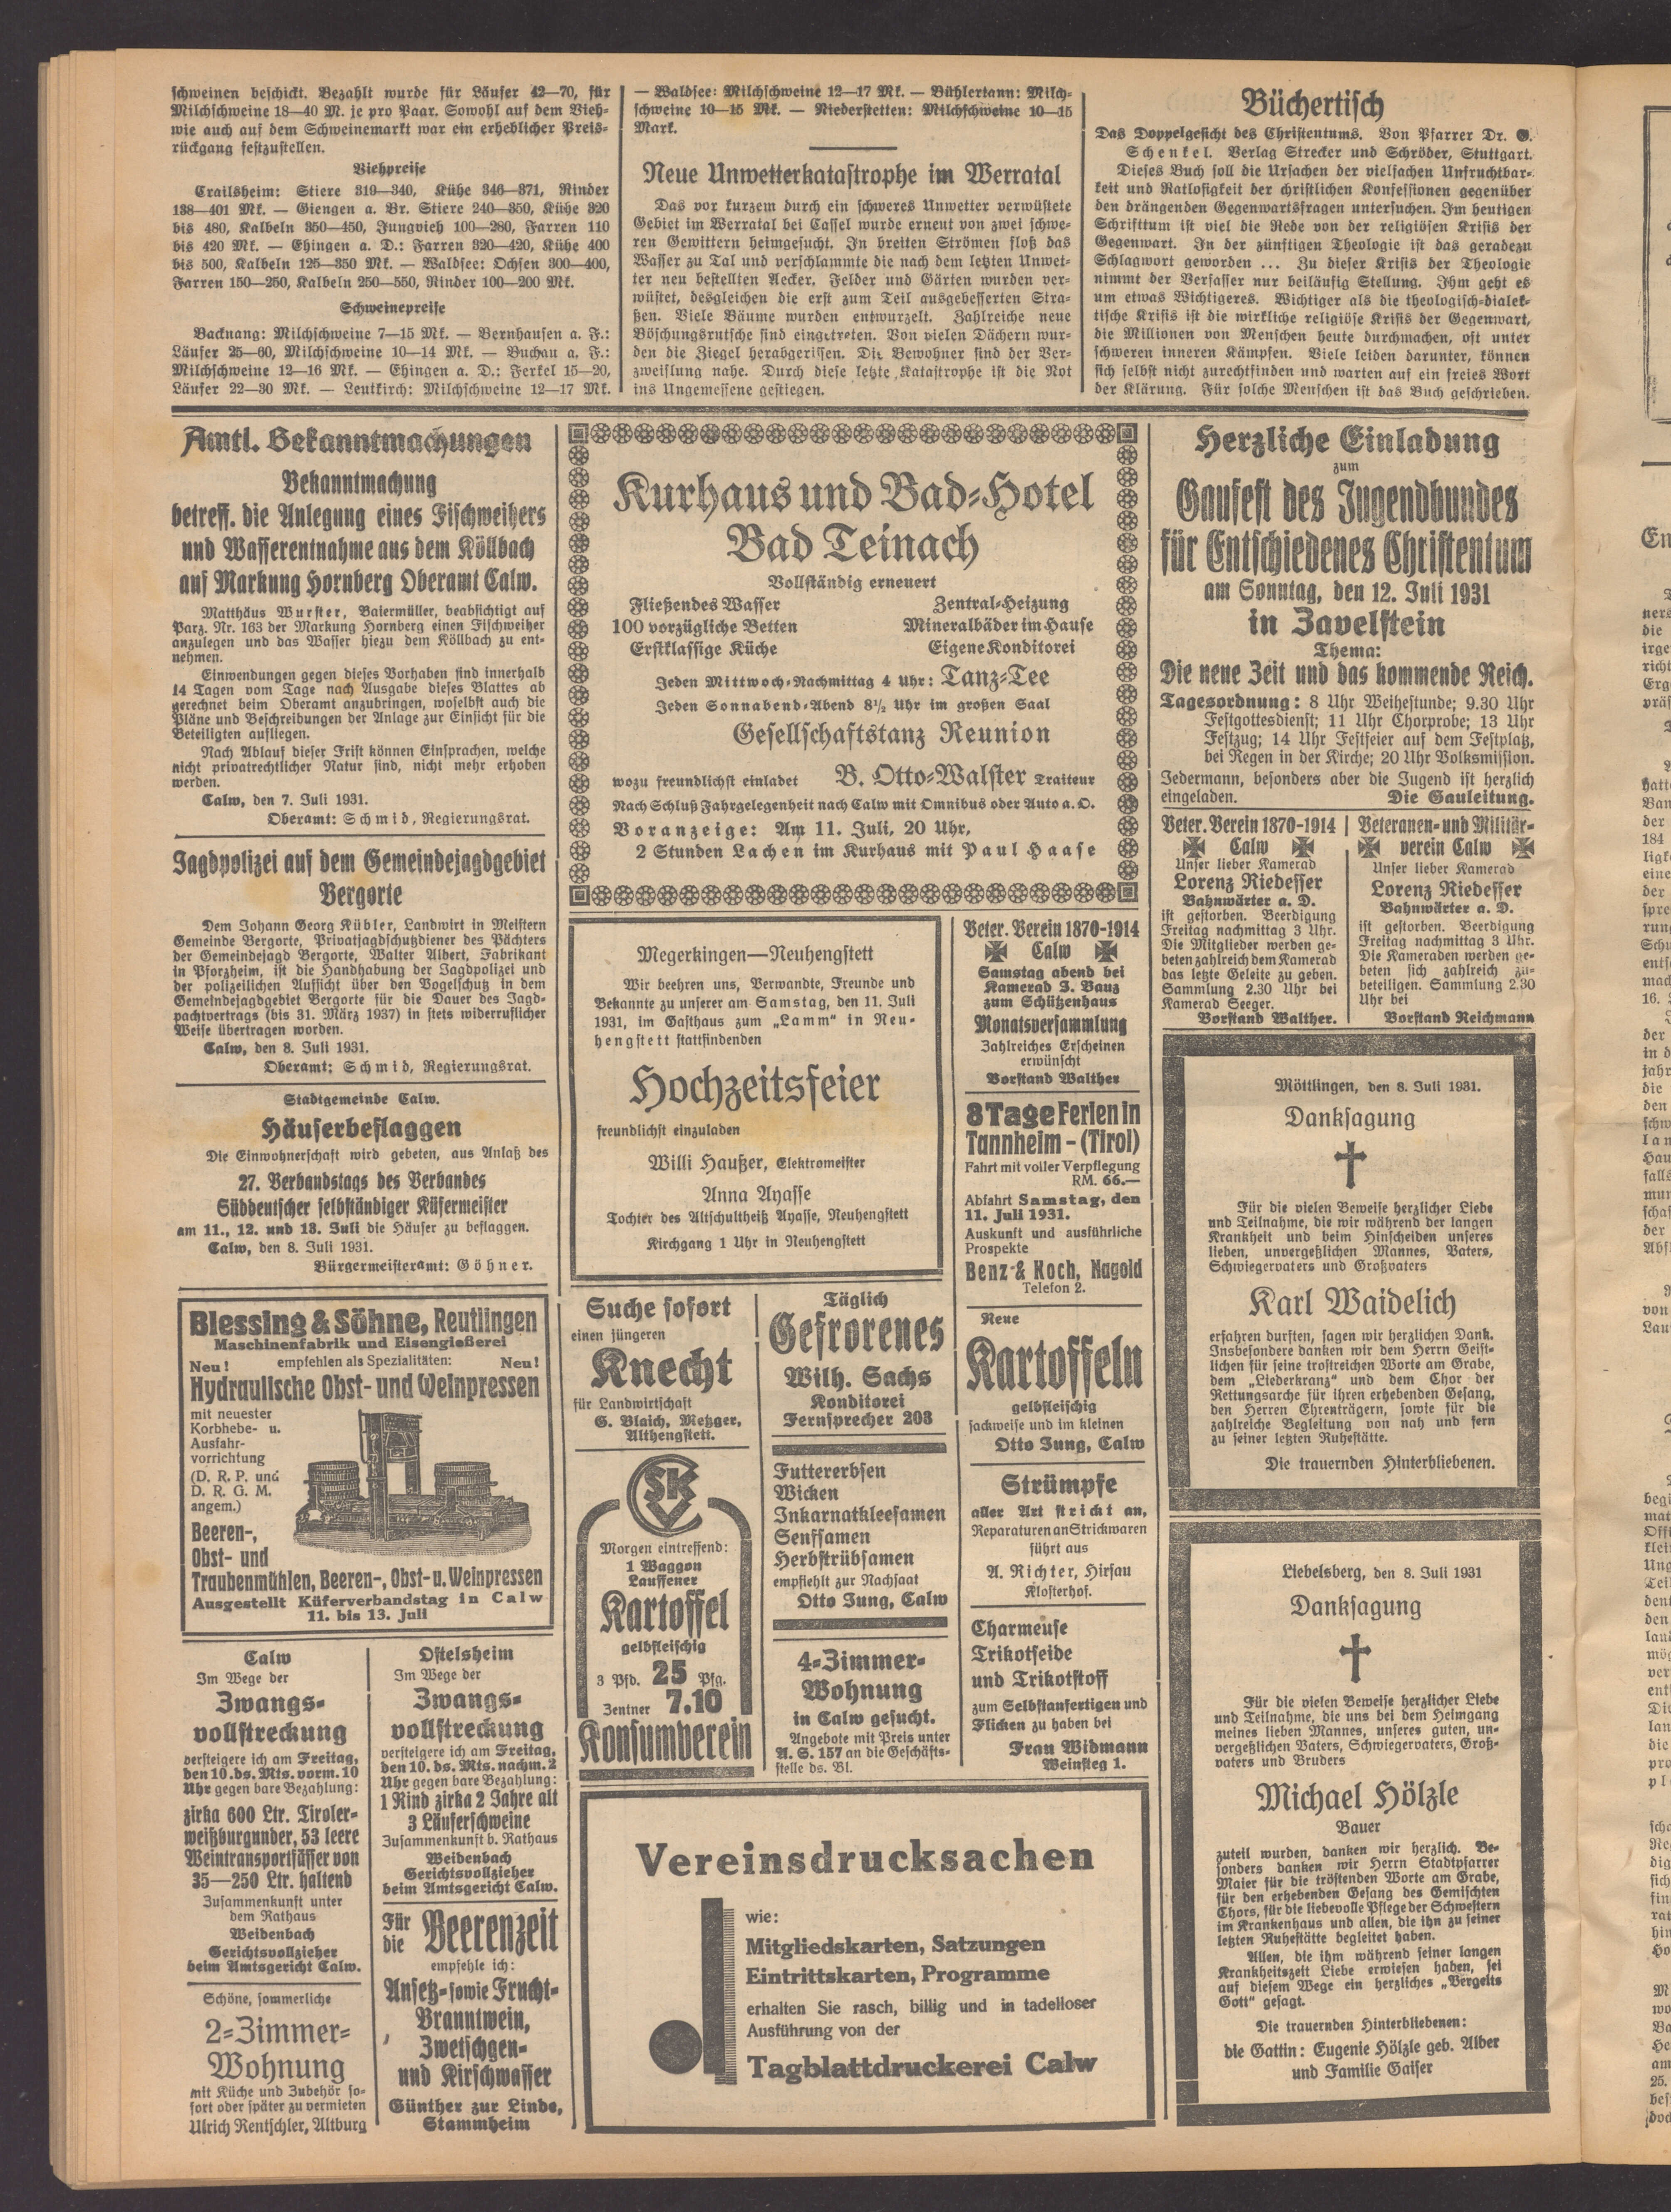 schweinen beschickt. Bezahlt wurde für Läufer 42—70, für
Milchschweine 18—40 M. je pro Paar. Sowohl auf dem Vieh-
wie auch auf dem Schweinemarkt war ein erheblicher Preis-
rückgang festzustellen.
Viehpreise
Crailsheim: Stiere 319—340, Kühe 346—371, Rinder
138—401 Mk. — Giengen a. Br. Stiere 240—350, Kühe 320
bis 480, Kalbeln 350—450, Jungvieh 100—280, Farren 110
bis 420 Mk. — Ehingen a. D.: Farren 320—420, Kühe 400
bis 500, Kalbeln 125—350 Mk. — Waldsee: Ochsen 300—400,
Farren 150—250, Kalbeln 250—550, Rinder 100—200 Mk.
Schweinepreise
Backnang: Milchschweine 7—15 Mk. — Bernhausen a. F.:
Läufer 25—60, Milchschweine 10—14 Mk. — Buchau a. F.:
Milchschweine 12—16 Mk. — Ehingen a. D.: Ferkel 15—20,
Läufer 22—30 Mk. — Leutkirch: Milchschweine 12—17 Mk.
— Waldsee: Milchschweine 12—17 Mk. — Bühlertann: Milch-
schweine 10—15 Mk. — Niederstetten: Milchschweine 10—15
Mark.
Neue Unwetterkatastrophe im Werratal
Das vor kurzem durch ein schweres Unwetter verwüstete
Gebiet im Werratal bei Cassel wurde erneut von zwei schwe-
ren Gewittern heimgesucht. In breiten Strömen floß das
Wasser zu Tal und verschlammte die nach dem letzten Unwet-
ter neu bestellten Aecker. Felder und Gärten wurden ver-
wüstet, desgleichen die erst zum Teil ausgebesserten Stra-
ßen. Viele Bäume wurden entwurzelt. Zahlreiche neue
Böschungsrutsche sind eingetreten. Von vielen Dächern wur-
den die Ziegel herabgerissen. Die Bewohner sind der Ver-
zweiflung nahe. Durch diese letzte Katastrophe ist die Not
ins Ungemessene gestiegen.
Büchertisch
Das Doppelgesicht des Christentums. Von Pfarrer Dr. G.
Schenkel. Verlag Strecker und Schröder, Stuttgart.
Dieses Buch soll die Ursachen der vielfachen Unfruchtbar-
keit und Ratlosigkeit der christlichen Konfessionen gegenüber
den drängenden Gegenwartsfragen untersuchen. Im heutigen
Schrifttum ist viel die Rede von der religiösen Krisis der
Gegenwart. In der zünftigen Theologie ist das geradezu
Schlagwort geworden ... Zu dieser Krisis der Theologie
nimmt der Verfasser nur beiläufig Stellung. Ihm geht es
um etwas Wichtigeres. Wichtiger als die theologisch-dialek-
tische Krisis ist die wirkliche religiöse Krisis der Gegenwart,
die Millionen von Menschen heute durchmachen, oft unter
schweren inneren Kämpfen. Viele leiden darunter, können
sich selbst nicht zurechtfinden und warten auf ein freies Wort
der Klärung. Für solche Menschen ist das Buch geschrieben.
Amtl. Bekanntmachungen
Bekanntmachung
betreff. die Anlegung eines Fischweihers
und Wasserentnahme aus dem Köllbach
auf Markung Hornberg Oberamt Calw.
Matthäus Wurster, Baiermüller, beabsichtigt auf
Parz. Nr. 163 der Markung Hornberg einen Fischweiher
anzulegen und das Wasser hiezu dem Köllbach zu ent-
nehmen.
Einwendungen gegen dieses Vorhaben sind innerhalb
14 Tagen vom Tage nach Ausgabe dieses Blattes ab
gerechnet beim Oberamt anzubringen, woselbst auch die
Pläne und Beschreibungen der Anlage zur Einsicht für die
Beteiligten aufliegen.
Nach Ablauf dieser Frist können Einsprachen, welche
nicht privatrechtlicher Natur sind, nicht mehr erhoben
werden.
Calw, den 7. Juli 1931.
Oberamt: Schmid, Regierungsrat.
Jagdpolizei auf dem Gemeindejagdgebiet
Bergorte
Dem Johann Georg Kübler, Landwirt in Meistern
Gemeinde Bergorte, Privatjagdschutzdiener des Pächters
der Gemeindejagd Bergorte, Walter Albert, Fabrikant
in Pforzheim, ist die Handhabung der Jagdpolizei und
der polizeilichen Aufsicht über den Vogelschutz in dem
Gemeindejagdgebiet Bergorte für die Dauer des Jagd-
pachtvertrags (bis 31. März 1937) in stets widerruflicher
Weise übertragen worden.
Calw, den 8. Juli 1931.
Oberamt: Schmid, Regierungsrat.
Stadtgemeinde Calw.
Häuserbeflaggen
Die Einwohnerschaft wird gebeten, aus Anlaß des
27. Verbandstags des Verbandes
Süddeutscher selbständiger Küfermeister
am 11., 12. und 13. Juli die Häuser zu beflaggen.
Calw, den 8. Juli 1931.
Bürgermeisteramt: Göhner.
Blessing & Söhne, Reutlingen
Maschinenfabrik und Eisengießerei
Neu! empfehlen als Spezialitäten: Neu!
Hydraulische Obst- und Weinpressen
mit neuester
Korbhebe- u.
Ausfahr-
vorrichtung
(D. R. P. und
D. R. G. M.
angem.)
Beeren-,
Obst- und
Traubenmühlen, Beeren-, Obst- u. Weinpressen
Ausgestellt Küferverbandstag in Calw
11. bis 13. Juli
Calw
Im Wege der
Zwangs-
vollstreckung
versteigere ich am Freitag,
den 10. ds. Mts. vorm. 10
Uhr gegen bare Bezahlung:
zirka 600 Ltr. Tiroler-
weißburgunder, 53 leere
Weintransportfässer von
35—250 Ltr. haltend
Zusammenkunft unter
dem Rathaus
Weidenbach
Gerichtsvollzieher
beim Amtsgericht Calw.
Schöne, sommerliche
2-Zimmer-
Wohnung
mit Küche und Zubehör so-
fort oder später zu vermieten
Ulrich Rentschler, Altburg
Ostelsheim
Im Wege der
Zwangs-
vollstreckung
versteigere ich am Freitag,
den 10. ds. Mts. nachm. 2
Uhr gegen bare Bezahlung:
1 Rind zirka 2 Jahre alt
3 Läuferschweine
Zusammenkunft b. Rathaus
Weidenbach
Gerichtsvollzieher
beim Amtsgericht Calw.
Für die Beerenzeit
empfehle ich:
Ansetz- sowie Frucht-
Branntwein,
Zwetschgen-
und Kirschwasser
Günther zur Linde,
Stammheim
Kurhaus und Bad-Hotel
Bad Teinach
Vollständig erneuert
Fließendes Wasser Zentral-Heizung
100 vorzügliche Betten Mineralbäder im Hause
Erstklassige Küche Eigene Konditorei
Jeden Mittwoch-Nachmittag 4 Uhr: Tanz-Tee
Jeden Sonnabend-Abend 8½ Uhr im großen Saal
Gesellschaftstanz Reunion
wozu freundlichst einladet B. Otto-Walster Traiteur
Nach Schluß Fahrgelegenheit nach Calw mit Omnibus oder Auto a. O.
Voranzeige: Am 11. Juli, 20 Uhr,
2 Stunden Lachen im Kurhaus mit Paul Haase
Megerkingen—Neuhengstett
Wir beehren uns, Verwandte, Freunde und
Bekannte zu unserer am Samstag, den 11. Juli
1931, im Gasthaus zum „Lamm“ in Neu-
hengstett stattfindenden
Hochzeitsfeier
freundlichst einzuladen
Willi Haußer, Elektromeister
Anna Ayasse
Tochter des Altschultheiß Ayasse, Neuhengstett
Kirchgang 1 Uhr in Neuhengstett
Veter. Verein 1870-1914
Calw
Samstag abend bei
Kamerad J. Bauz
zum Schützenhaus
Monatsversammlung
Zahlreiches Erscheinen
erwünscht
Vorstand Walther
8 Tage Ferien in
Tannheim - (Tirol)
Fahrt mit voller Verpflegung
RM. 66.—
Abfahrt Samstag, den
11. Juli 1931.
Auskunft und ausführliche
Prospekte
Benz & Koch, Nagold
Telefon 2.
Suche sofort
einen jüngeren
Knecht
für Landwirtschaft
G. Blaich, Metzger,
Althengstett.
SKV
Morgen eintreffend:
1 Waggon
Lauffener
Kartoffel
gelbfleischig
3 Pfd. 25 Pfg.
Zentner 7.10
Konsumverein
Täglich
Gefrorenes
Wilh. Sachs
Konditorei
Fernsprecher 203
Futtererbsen
Wicken
Inkarnatkleesamen
Senfsamen
Herbstrübsamen
empfiehlt zur Nachsaat
Otto Jung, Calw
4-Zimmer-
Wohnung
in Calw gesucht.
Angebote mit Preis unter
A. S. 157 an die Geschäfts-
stelle ds. Bl.
Neue
Kartoffeln
gelbfleischig
sackweise und im kleinen
Otto Jung, Calw
Strümpfe
aller Art strickt an,
Reparaturen an Strickwaren
führt aus
A. Richter, Hirsau
Klosterhof.
Charmeuse
Trikotseide
und Trikotstoff
zum Selbstanfertigen und
Flicken zu haben bei
Frau Widmann
Weinsteg 1.
Vereinsdrucksachen
wie:
Mitgliedskarten, Satzungen
Eintrittskarten, Programme
erhalten Sie rasch, billig und in tadelloser
Ausführung von der
Tagblattdruckerei Calw
Herzliche Einladung
zum
Gaufest des Jugendbundes
für Entschiedenes Christentum
am Sonntag, den 12. Juli 1931
in Zavelstein
Thema:
Die neue Zeit und das kommende Reich.
Tagesordnung: 8 Uhr Weihestunde; 9.30 Uhr
Festgottesdienst; 11 Uhr Chorprobe; 13 Uhr
Festzug; 14 Uhr Festfeier auf dem Festplatz,
bei Regen in der Kirche; 20 Uhr Volksmission.
Jedermann, besonders aber die Jugend ist herzlich
eingeladen. Die Gauleitung.
Veter. Verein 1870-1914
Calw
Unser lieber Kamerad
Lorenz Riedesser
Bahnwärter a. D.
ist gestorben. Beerdigung
Freitag nachmittag 3 Uhr.
Die Mitglieder werden ge-
beten zahlreich dem Kamerad
das letzte Geleite zu geben.
Sammlung 2.30 Uhr bei
Kamerad Seeger.
Vorstand Walther.
Veteranen- und Militär-
verein Calw
Unser lieber Kamerad
Lorenz Riedesser
Bahnwärter a. D.
ist gestorben. Beerdigung
Freitag nachmittag 3 Uhr.
Die Kameraden werden ge-
beten sich zahlreich zu
beteiligen. Sammlung 2.30
Uhr bei
Vorstand Reichmann
Möttlingen, den 8. Juli 1931.
Danksagung
Für die vielen Beweise herzlicher Liebe
und Teilnahme, die wir während der langen
Krankheit und beim Hinscheiden unseres
lieben, unvergeßlichen Mannes, Vaters,
Schwiegervaters und Großvaters
Karl Waidelich
erfahren durften, sagen wir herzlichen Dank.
Insbesondere danken wir dem Herrn Geist-
lichen für seine trostreichen Worte am Grabe,
dem „Liederkranz“ und dem Chor der
Rettungsarche für ihren erhebenden Gesang,
den Herren Ehrenträgern, sowie für die
zahlreiche Begleitung von nah und fern
zu seiner letzten Ruhestätte.
Die trauernden Hinterbliebenen.
Liebelsberg, den 8. Juli 1931
Danksagung
Für die vielen Beweise herzlicher Liebe
und Teilnahme, die uns bei dem Heimgang
meines lieben Mannes, unseres guten, un-
vergeßlichen Vaters, Schwiegervaters, Groß-
vaters und Bruders
Michael Hölzle
Bauer
zuteil wurden, danken wir herzlich. Be-
sonders danken wir Herrn Stadtpfarrer
Maier für die tröstenden Worte am Grabe,
für den erhebenden Gesang des Gemischten
Chors, für die liebevolle Pflege der Schwestern
im Krankenhaus und allen, die ihn zu seiner
letzten Ruhestätte begleitet haben.
Allen, die ihm während seiner langen
Krankheitszeit Liebe erwiesen haben, sei
auf diesem Wege ein herzliches „Vergelts
Gott“ gesagt.
Die trauernden Hinterbliebenen:
die Gattin: Eugenie Hölzle geb. Alber
und Familie Gaiser